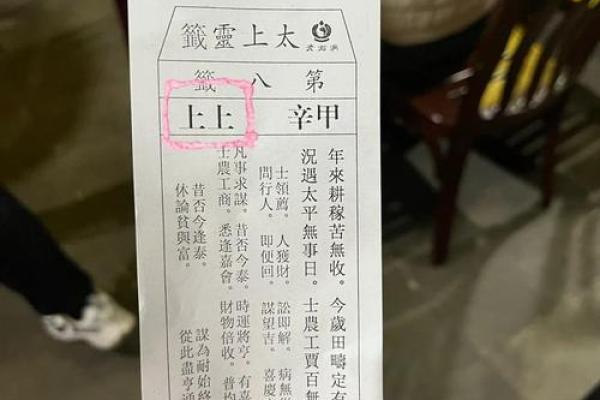 太上靈籤
第八籤
甲辛 上上
年來耕稼苦無收。今歲田疇定有
況遇太平無事日。士農工賈百無
士領薦。人獲財。訟即解。病無
問行人。即便回。謀望吉。喜慶
凡事求謀。昔否今泰。時運將亨。有嘉
士農工商。悉逢嘉會。財物倍收。普
昔否今逢泰。謀為耐始終
休論貧與富。從此盡亨通